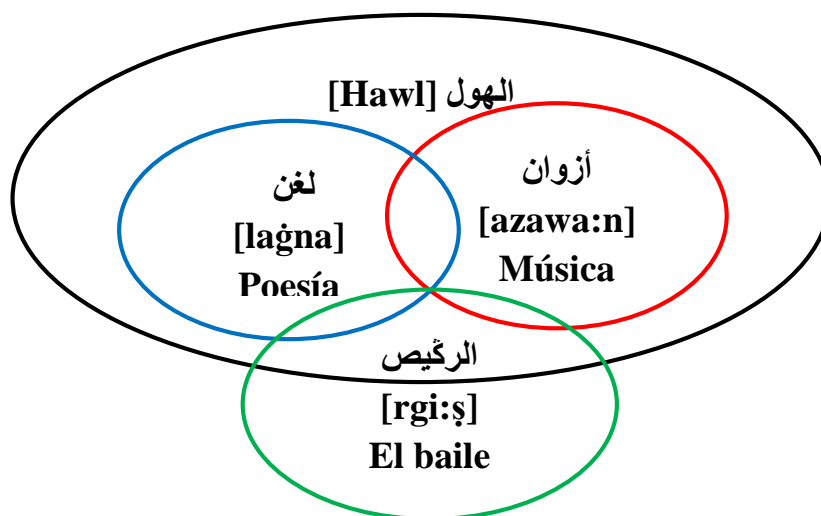 الهول [Hawl]
لغن
[laġna]
Poesía
أزوان
[azawa:n]
Música
الرڭيص
[rgi:ṣ]
El baile